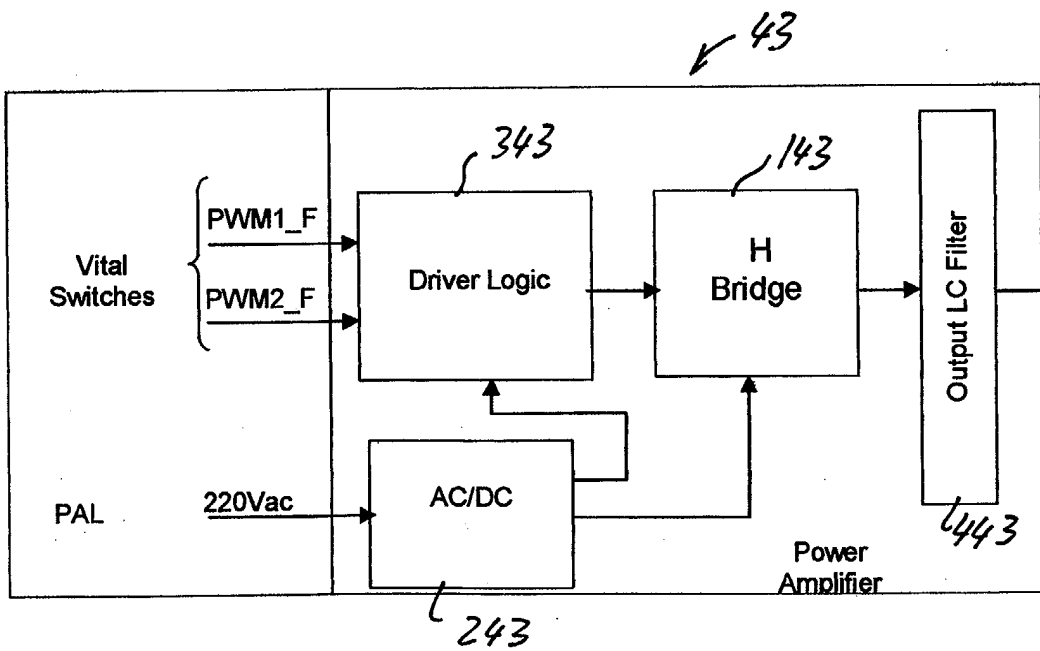 43
343
143
PWM1_F
Vital
Switches
PWM2_F
Driver Logic
H
Bridge
Output LC Filter
220Vac
AC/DC
PAL
443
Power
Amplifier
243